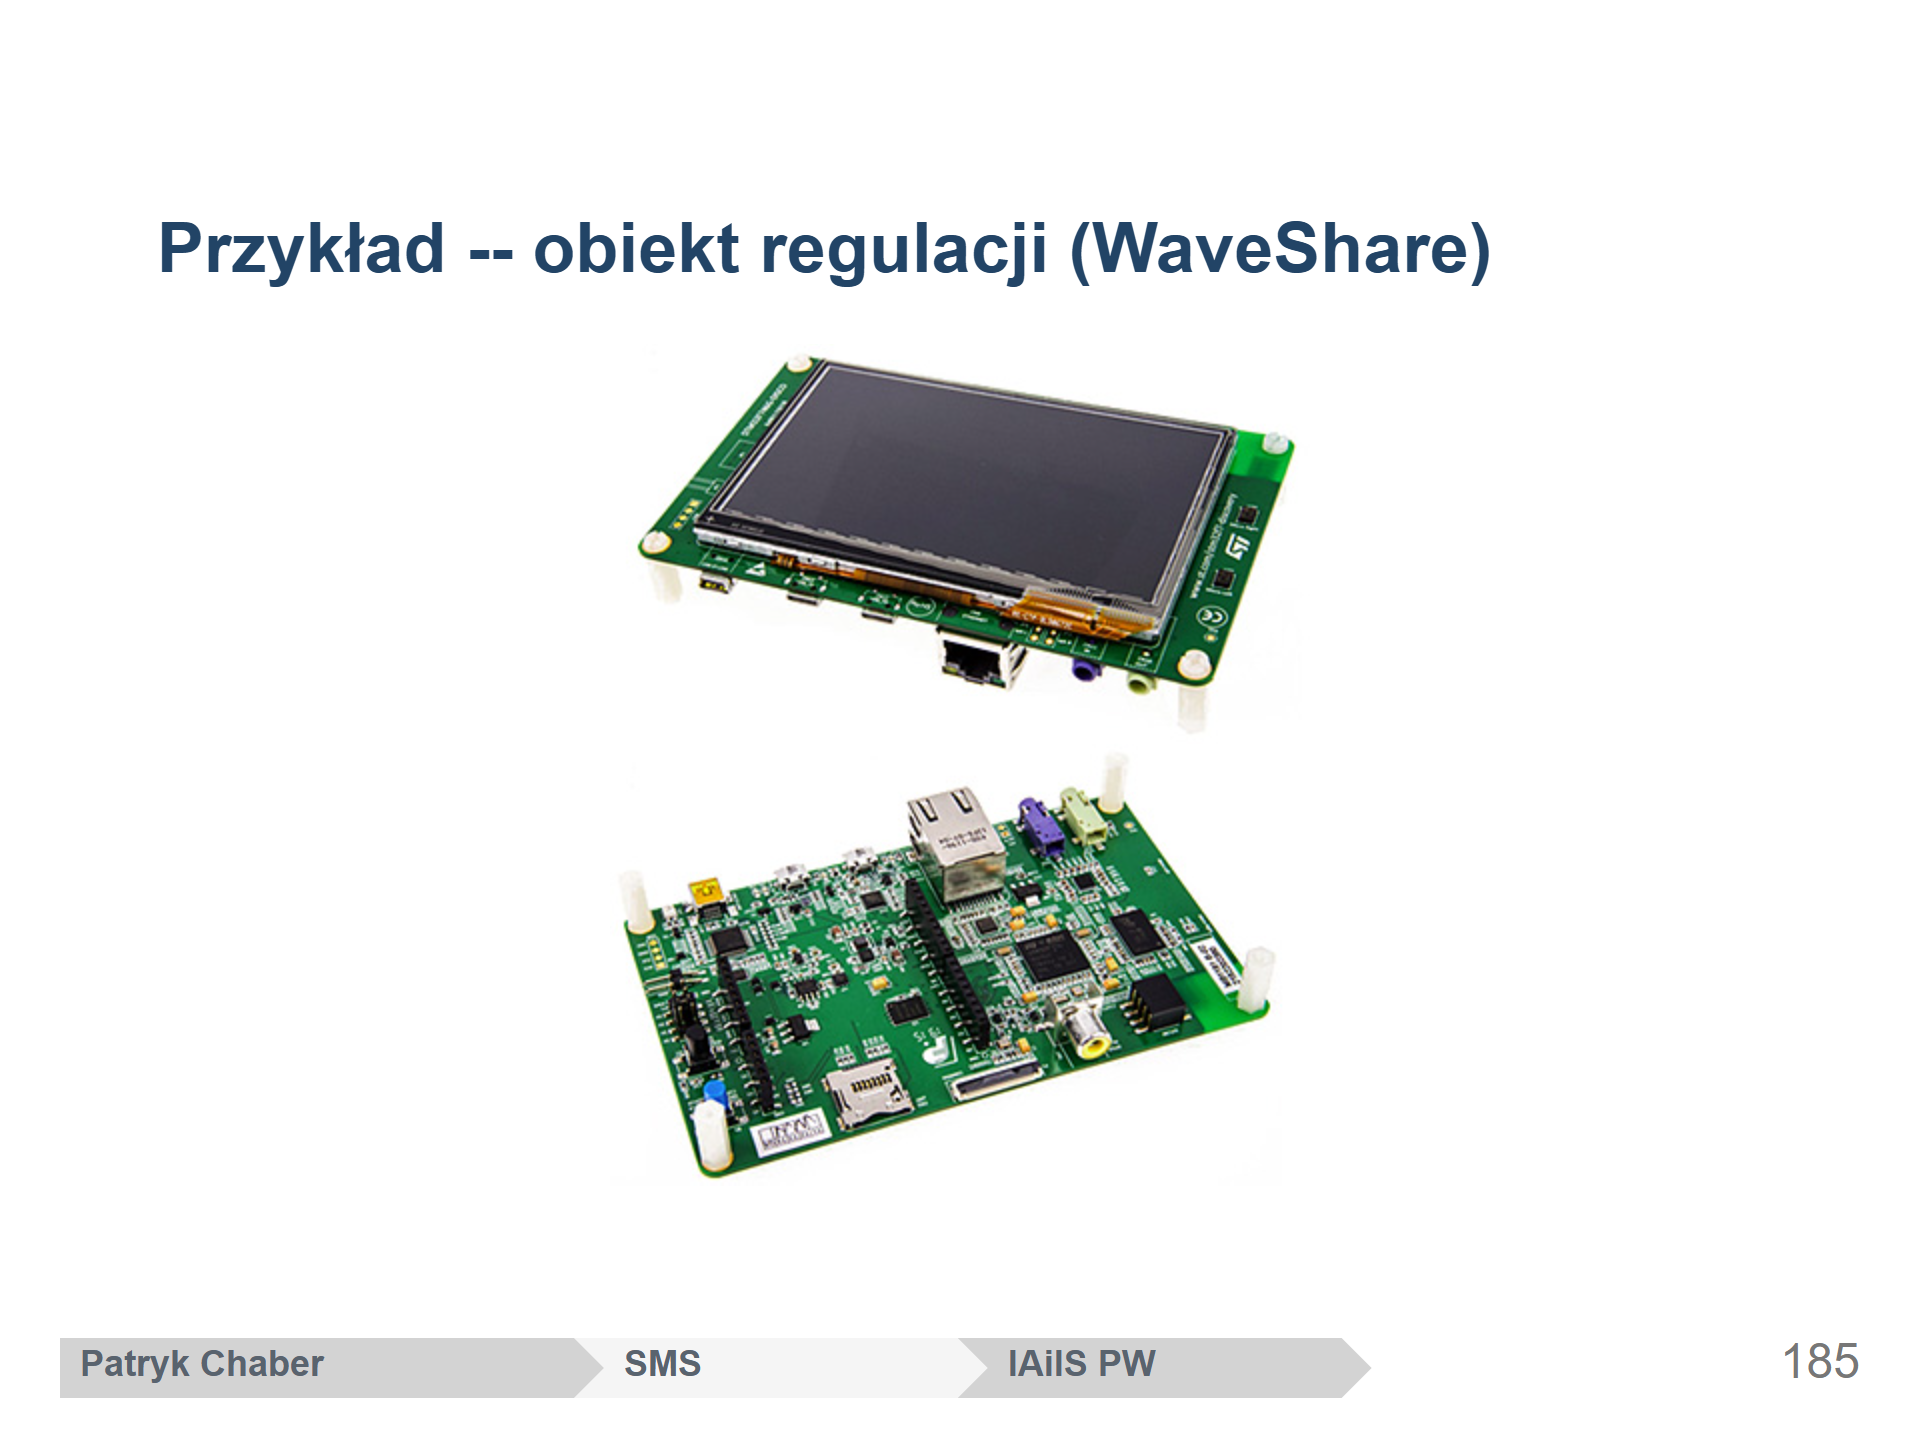 Przykład -- obiekt regulacji (WaveShare)
Patryk Chaber
SMS
IAiIS PW
185